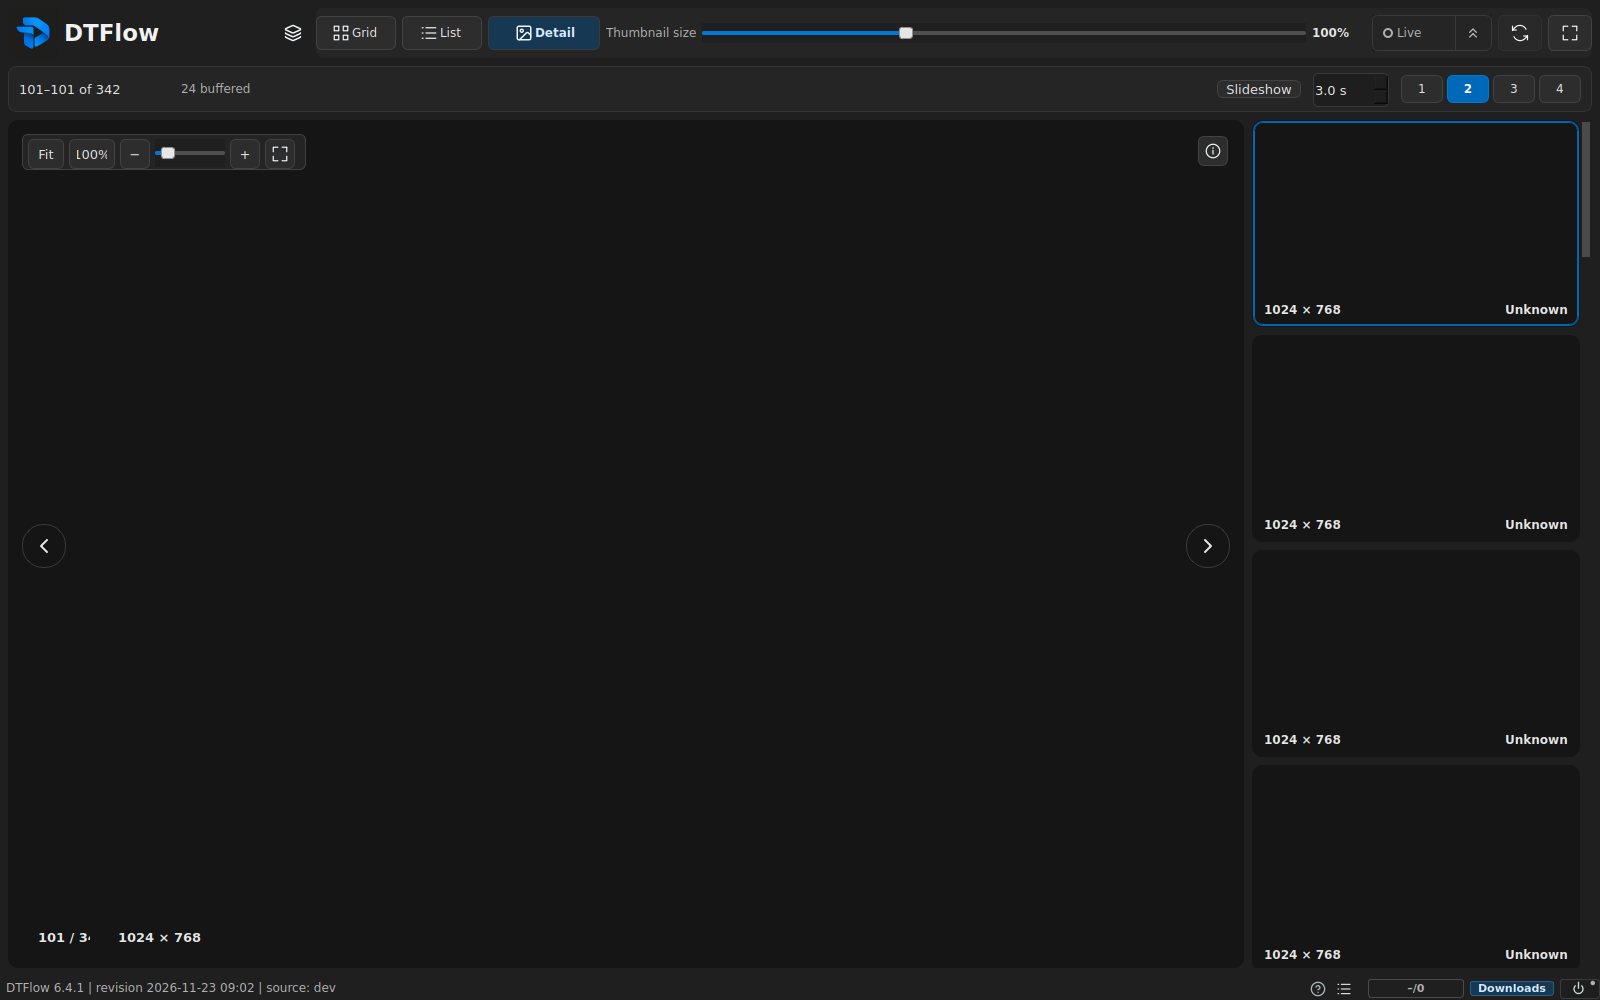 DTFlow
Grid
List
Detail
Thumbnail size
100%
Live
101–101 of 342
24 buffered
Slideshow
3.0 s
1
2
3
4
Fit
100%
−
+
1024 × 768
Unknown
1024 × 768
Unknown
1024 × 768
Unknown
1024 × 768
Unknown
101 / 34
1024 × 768
DTFlow 6.4.1 | revision 2026-11-23 09:02 | source: dev
–/0
Downloads